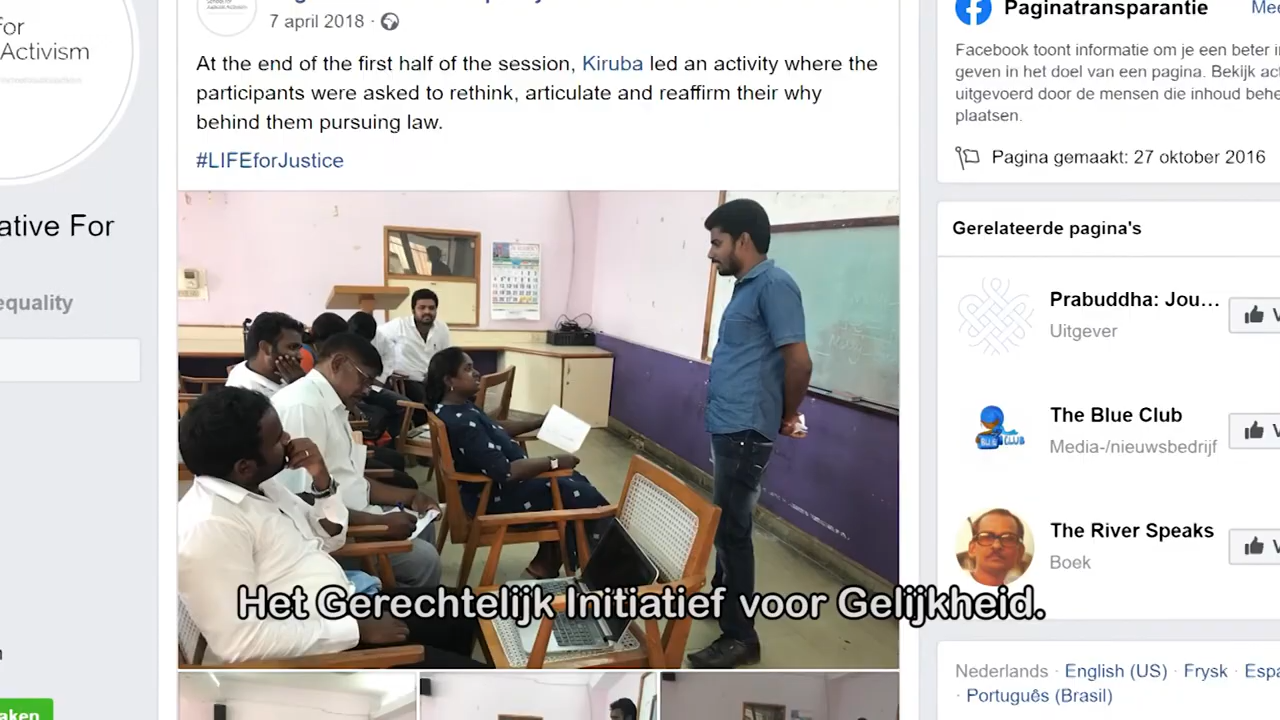 for
Activism
ative For
equality
7 april 2018 ·
At the end of the first half of the session, Kiruba led an activity where the
participants were asked to rethink, articulate and reaffirm their why
behind them pursuing law.
#LIFEforJustice
Het Gerechtelijk Initiatief voor Gelijkheid.
Paginatransparantie
Mee
Facebook toont informatie om je een beter i
geven in het doel van een pagina. Bekijk act
uitgevoerd door de mensen die inhoud behe
plaatsen.
Pagina gemaakt: 27 oktober 2016
Gerelateerde pagina's
Prabuddha: Jou...
Uitgever
V
The Blue Club
Media-/nieuwsbedrijf
V
BLUE CLUB
The River Speaks
Boek
V
Nederlands · English (US) · Frysk · Espa
· Português (Brasil)
aken